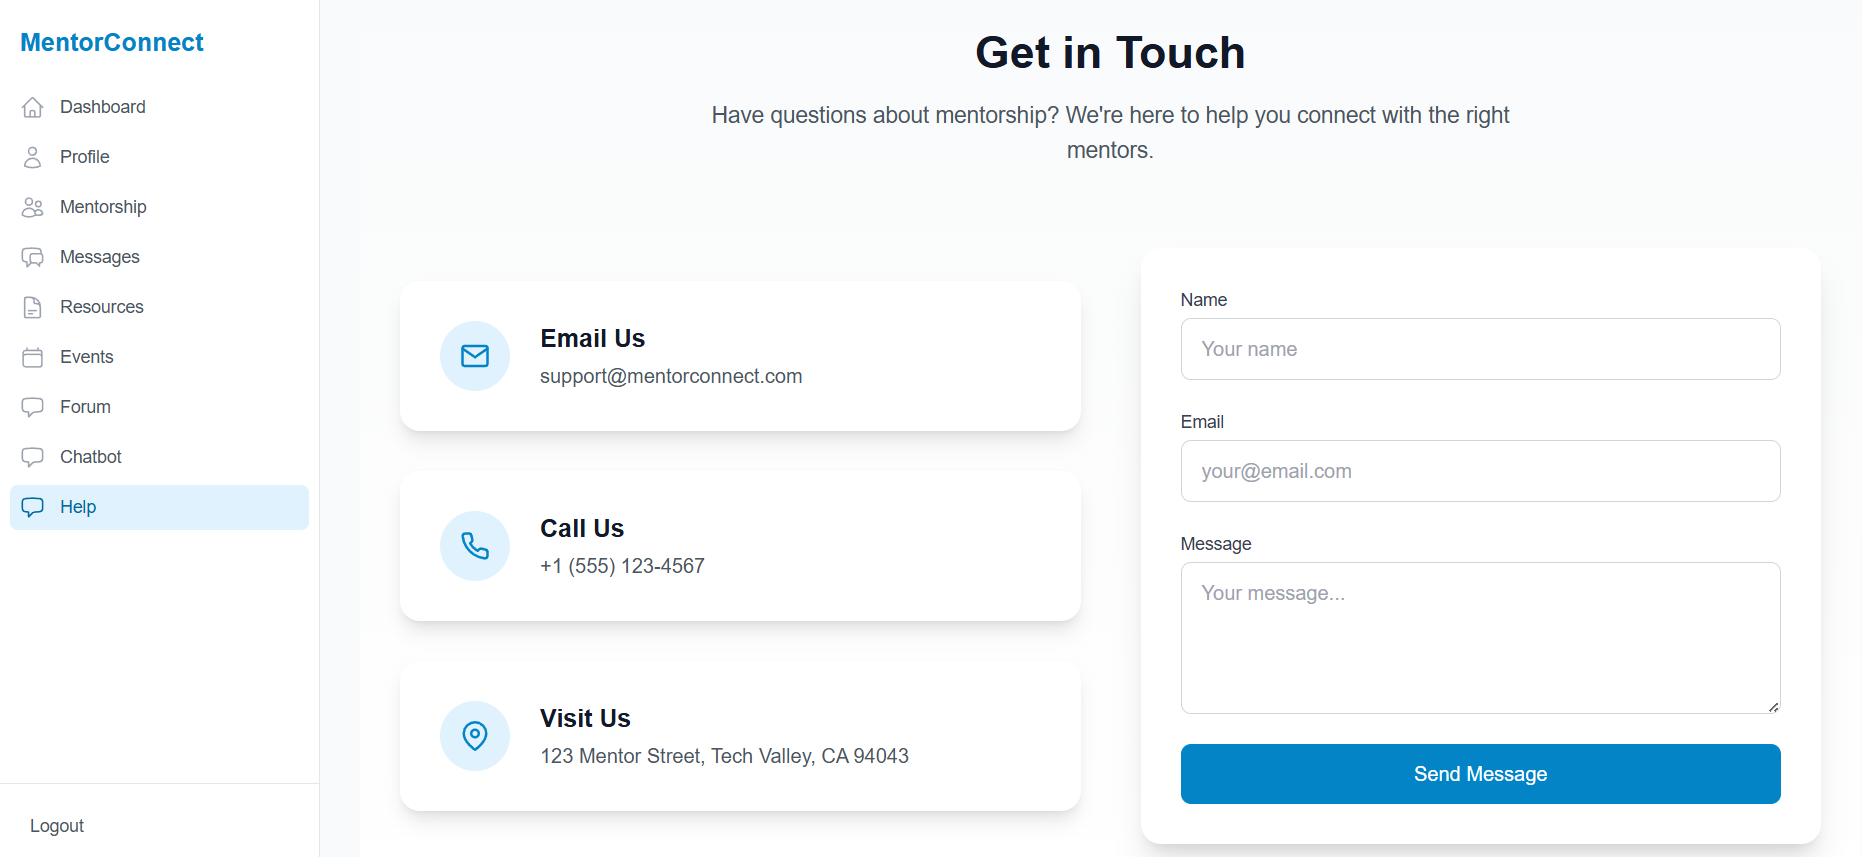 MentorConnect
Dashboard
Profile
Mentorship
Messages
Resources
Events
Forum
Chatbot
Help
Logout
Get in Touch
Have questions about mentorship? We're here to help you connect with the right
mentors.
Email Us
support@mentorconnect.com
Call Us
+1 (555) 123-4567
Visit Us
123 Mentor Street, Tech Valley, CA 94043
Name
Your name
Email
your@email.com
Message
Your message...
Send Message